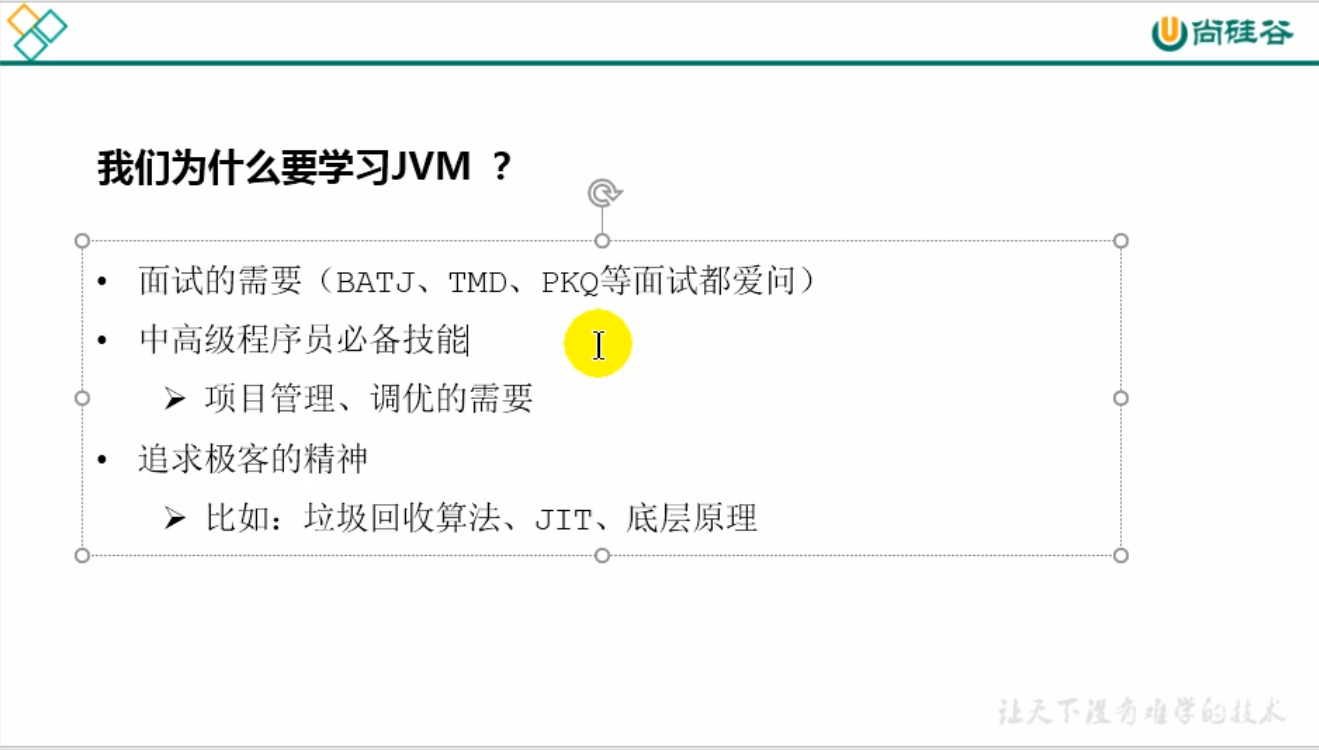 尚硅谷
我们为什么要学习JVM ？
• 面试的需要（BATJ、TMD、PKQ等面试都爱问）
• 中高级程序员必备技能
➢ 项目管理、调优的需要
• 追求极客的精神
➢ 比如：垃圾回收算法、JIT、底层原理
让天下没有难学的技术